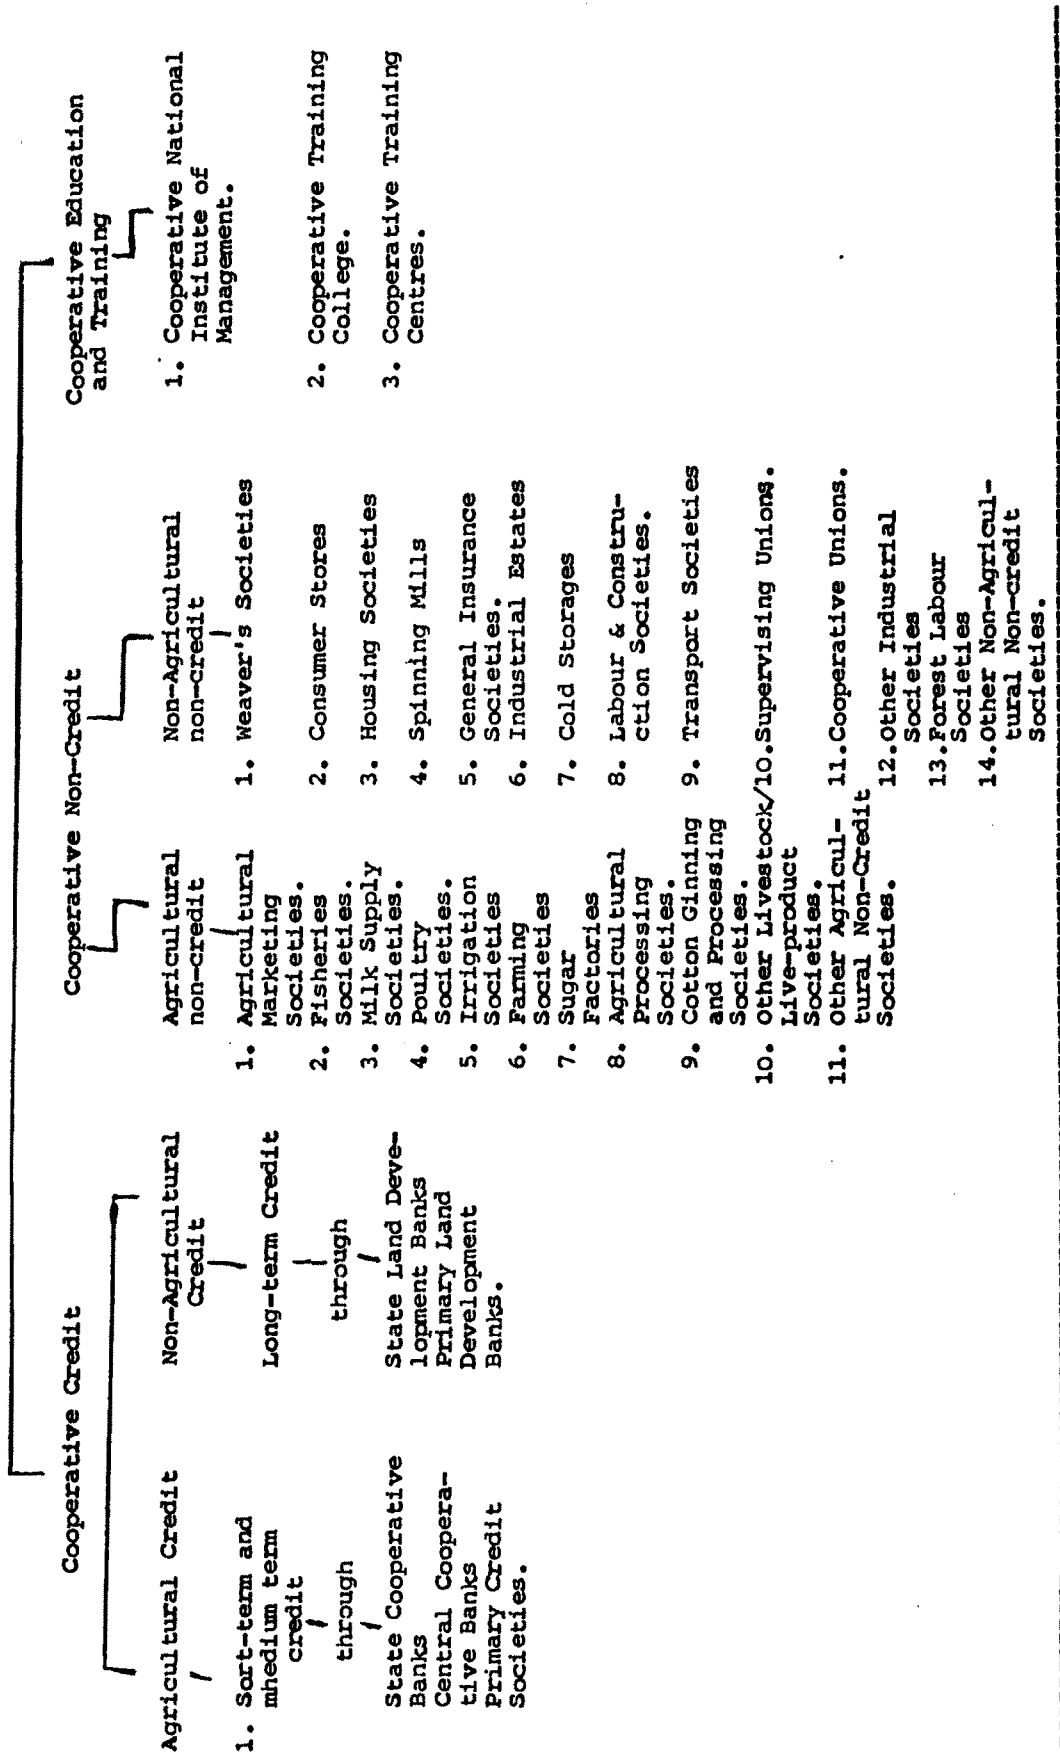 Cooperative Credit
Agricultural Credit
1. Sort-term and
mhedium term
credit
through
State Cooperative
Banks
Central Coopera-
tive Banks
Primary Credit
Societies.
Non-Agricultural
Credit
Long-term Credit
through
State Land Deve-
lopment Banks
Primary Land
Development
Banks.
Cooperative Non-Credit
Agricultural
non-credit
1. Agricultural
Marketing
Societies.
2. Fisheries
Societies.
3. Milk Supply
Societies.
4. Poultry
Societies.
5. Irrigation
Societies
6. Farming
Societies
7. Sugar
Factories
8. Agricultural
Processing
Societies.
9. Cotton Ginning
and Processing
Societies.
10. Other Livestock/
Live-product
Societies.
11. Other Agricul-
tural Non-Credit
Societies.
Non-Agricultural
non-credit
1. Weaver's Societies
2. Consumer Stores
3. Housing Societies
4. Spinning Mills
5. General Insurance
Societies.
6. Industrial Estates
7. Cold Storages
8. Labour & Constru-
ction Societies.
9. Transport Societies
10.Supervising Unions.
11.Cooperative Unions.
12.Other Industrial
Societies
13.Forest Labour
Societies
14.Other Non-Agricul-
tural Non-credit
Societies.
Cooperative Education
and Training
1. Cooperative National
Institute of
Management.
2. Cooperative Training
College.
3. Cooperative Training
Centres.